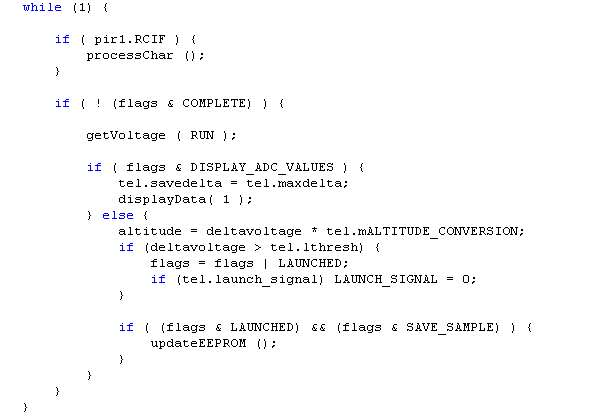 while (1) {
if ( pir1.RCIF ) {
processChar ();
}
if ( ! (flags & COMPLETE) ) {
getVoltage ( RUN );
if ( flags & DISPLAY_ADC_VALUES ) {
tel.savedelta = tel.maxdelta;
displayData( 1 );
} else {
altitude = deltavoltage * tel.mALTITUDE_CONVERSION;
if (deltavoltage > tel.lthresh) {
flags = flags | LAUNCHED;
if (tel.launch_signal) LAUNCH_SIGNAL = 0;
}
if ( (flags & LAUNCHED) && (flags & SAVE_SAMPLE) ) {
updateEEPROM ();
}
}
}
}